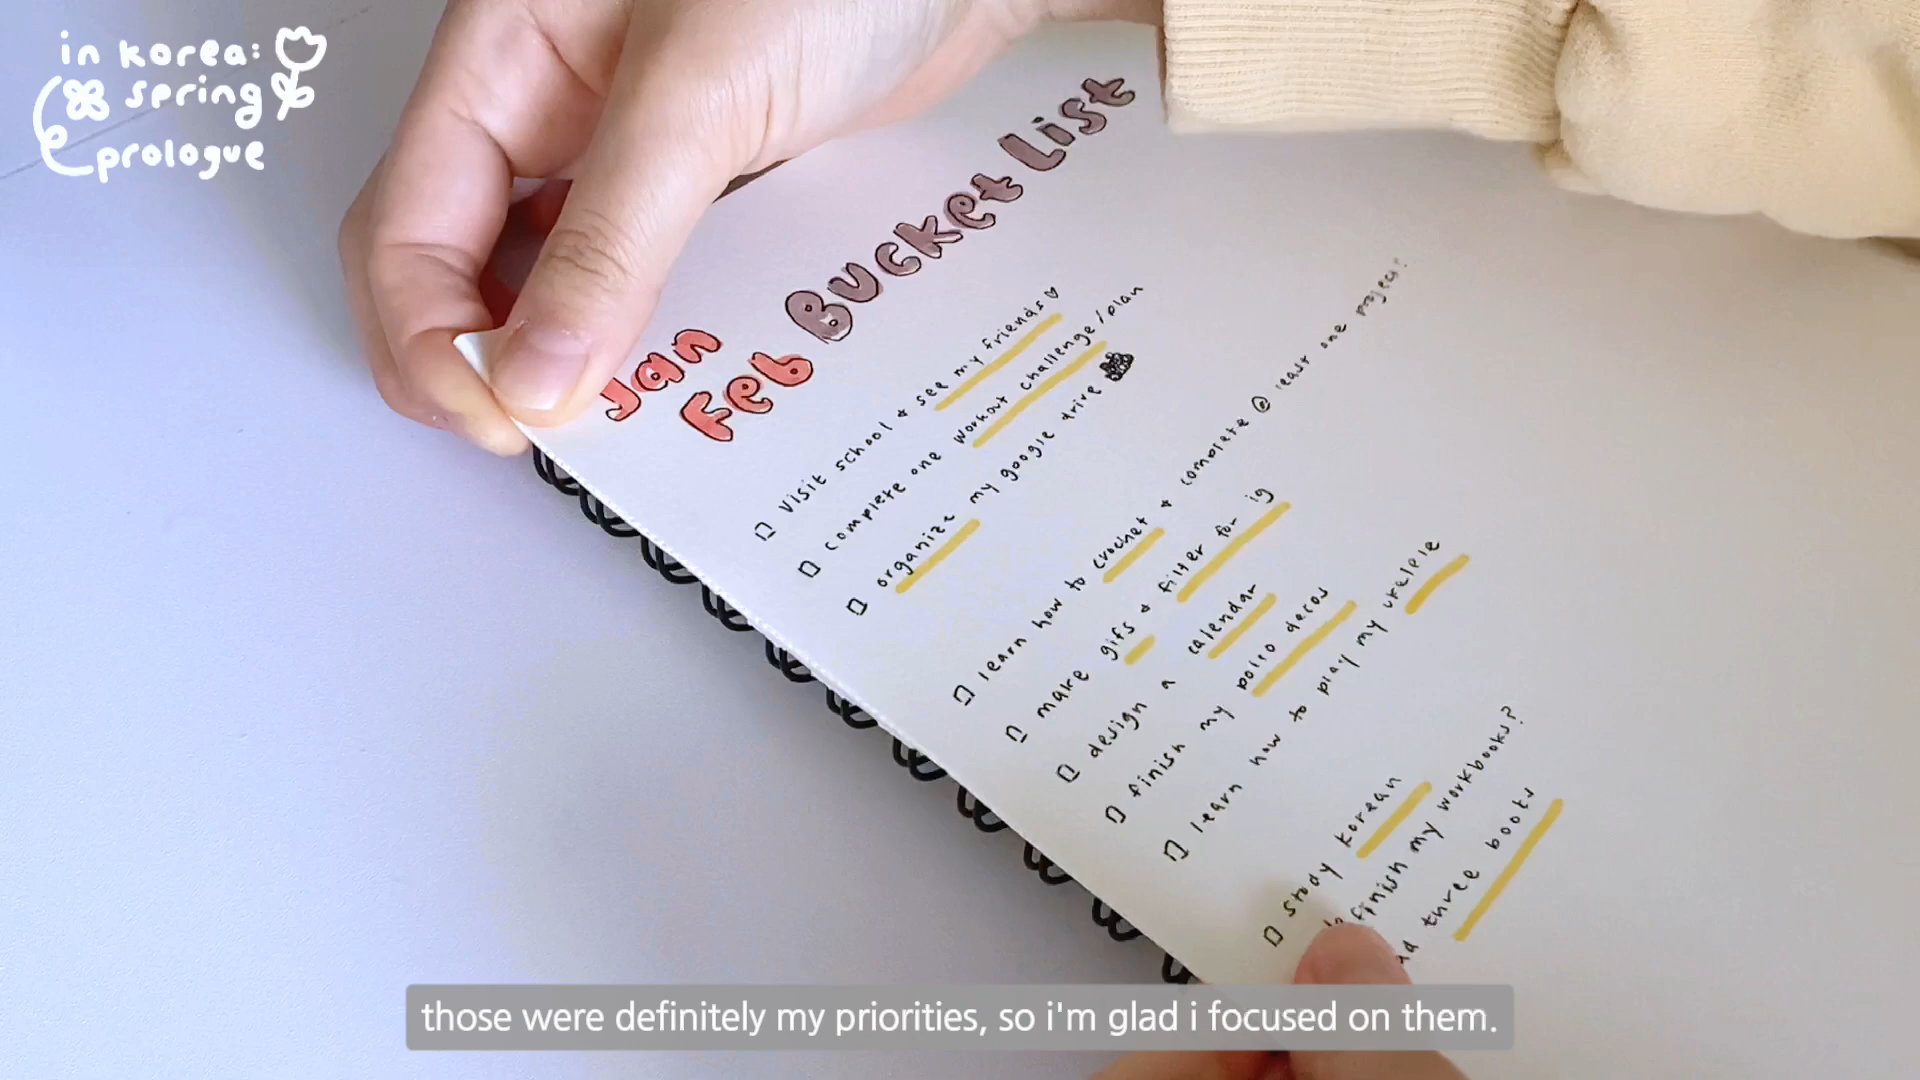 in korea:
spring
prologue
Jan
Feb Bucket List
visit school & see my friends ♡
complete one workout challenge/plan
organize my google drive
learn how to crochet & complete @ least one project!
make gifs & filter for ig
design a calendar
finish my polco decos
learn how to play my ukelele
study korean
finish my workbooks?
three books
those were definitely my priorities, so i'm glad i focused on them.